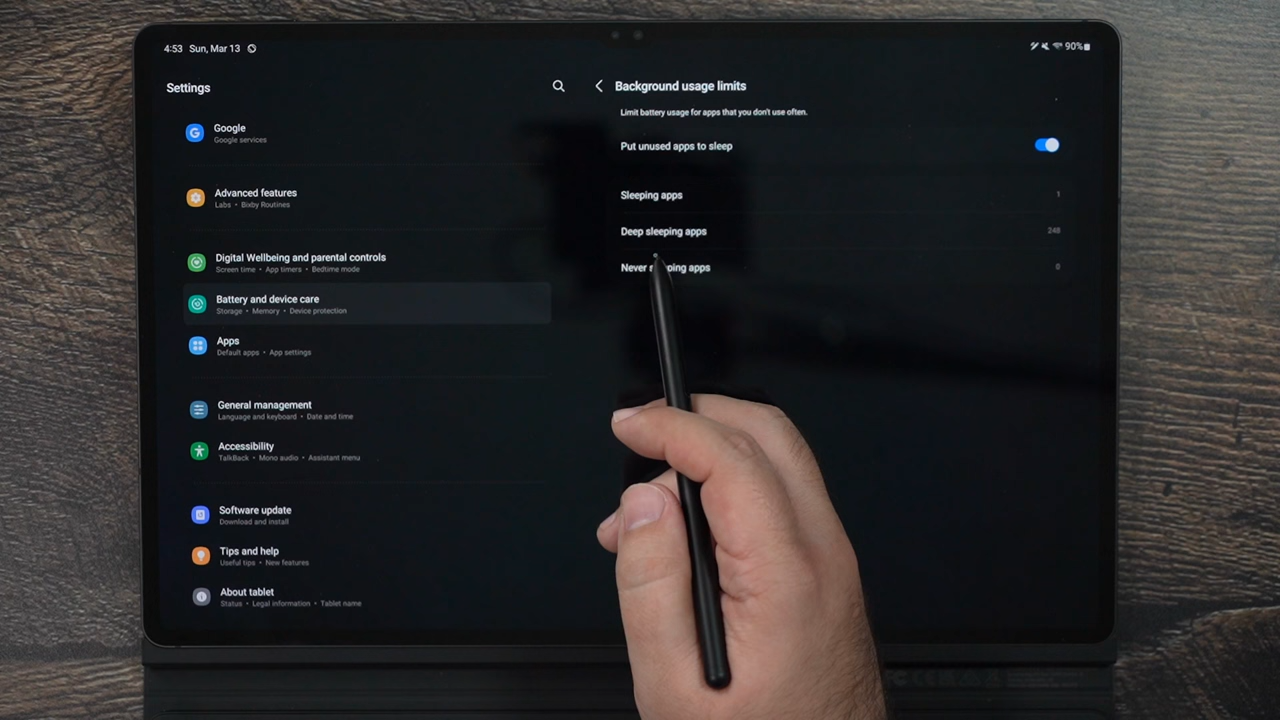 4:53 Sun, Mar 13
90%
Settings
Google
Google services
Advanced features
Labs • Bixby Routines
Digital Wellbeing and parental controls
Screen time • App timers • Bedtime mode
Battery and device care
Storage • Memory • Device protection
Apps
Default apps • App settings
General management
Language and keyboard • Date and time
Accessibility
TalkBack • Mono audio • Assistant menu
Software update
Download and install
Tips and help
Useful tips • New features
About tablet
Status • Legal information • Tablet name
Background usage limits
Limit battery usage for apps that you don't use often.
Put unused apps to sleep
Sleeping apps 1
Deep sleeping apps 248
Never apps 0